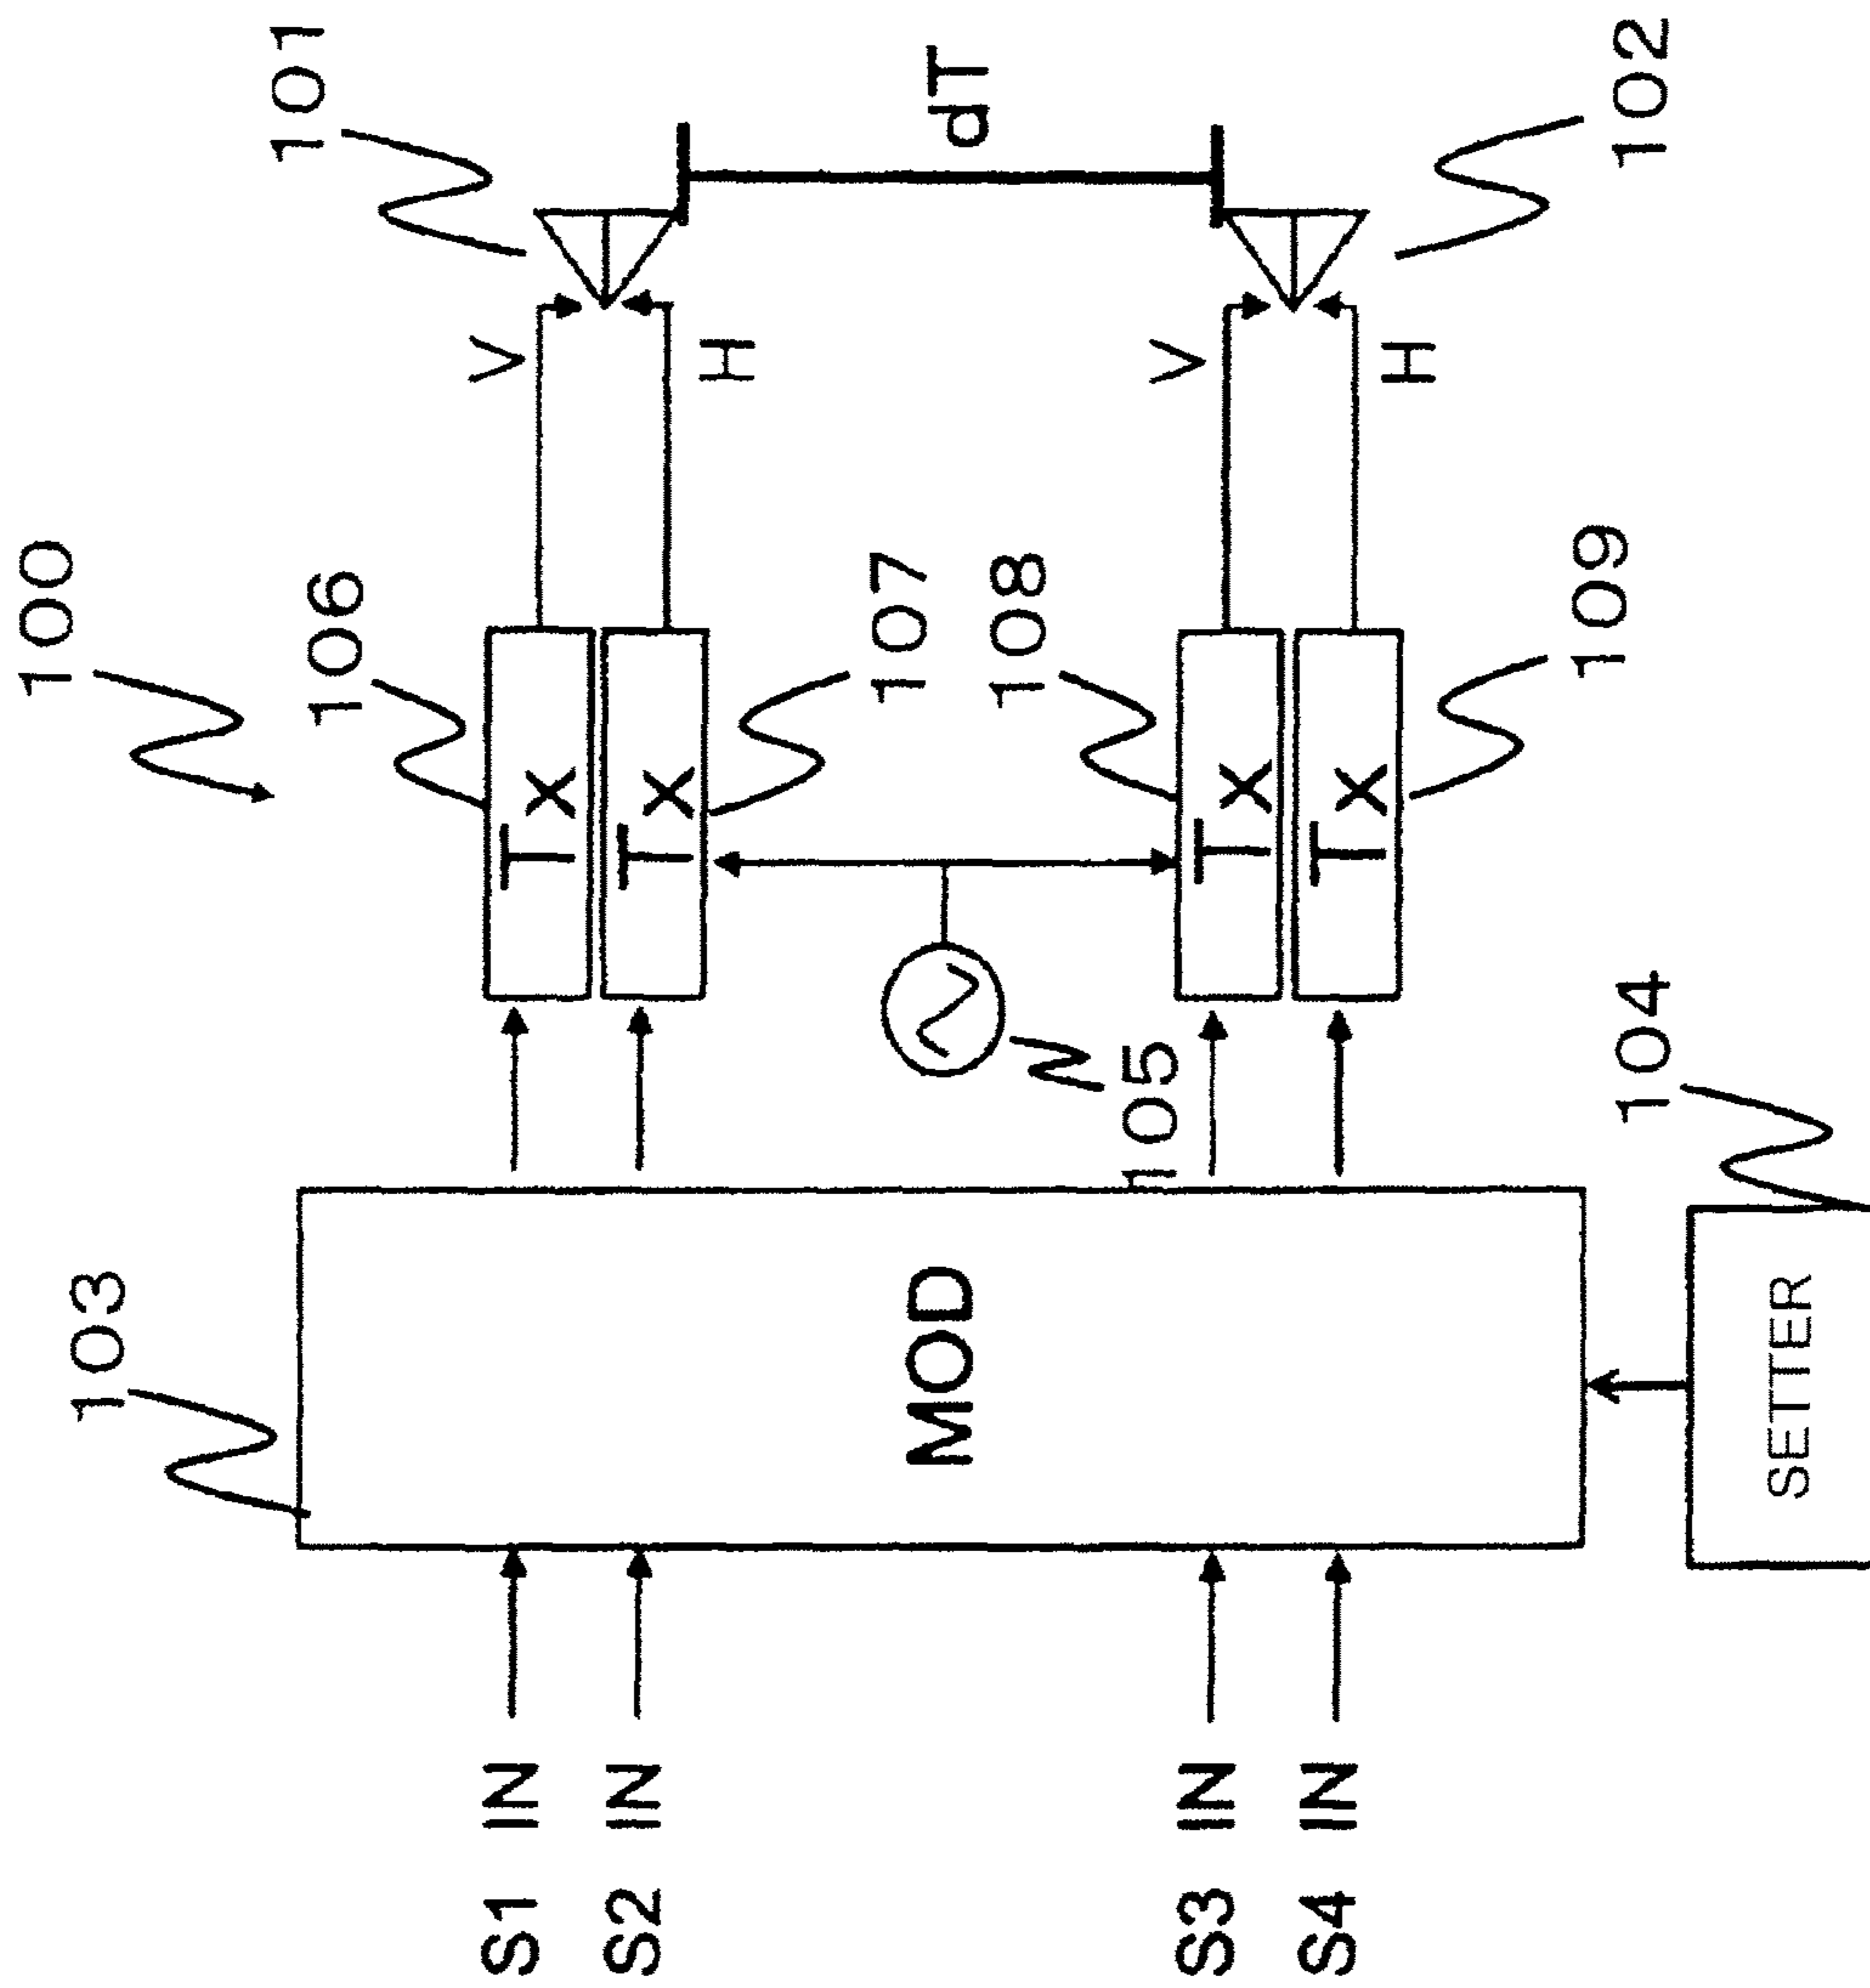 100
101
106
V
H
Tx
Tx
107
dT
103
S1 IN
S2 IN
MOD
105
108
V
H
S3 IN
S4 IN
Tx
Tx
109
102
104
SETTER